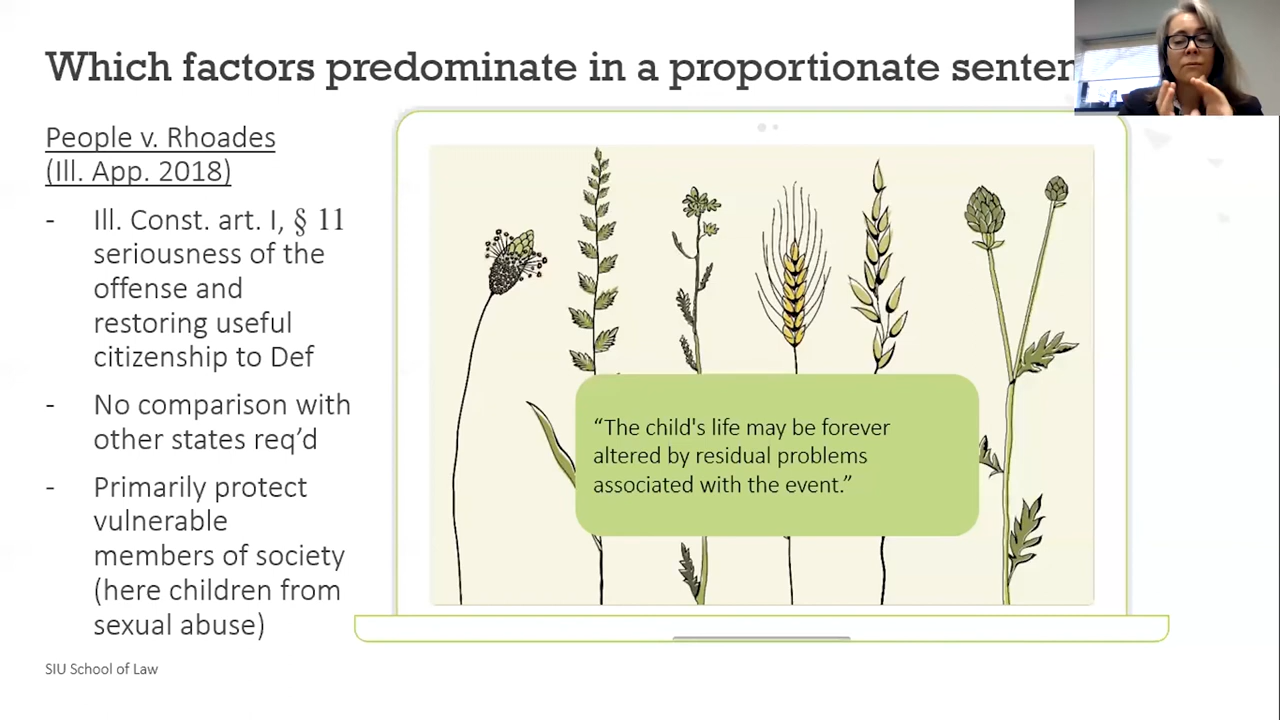 Which factors predominate in a proportionate senten
People v. Rhoades
(Ill. App. 2018)
- Ill. Const. art. I, § 11
seriousness of the
offense and
restoring useful
citizenship to Def
- No comparison with
other states req’d
- Primarily protect
vulnerable
members of society
(here children from
sexual abuse)
“The child's life may be forever
altered by residual problems
associated with the event.”
SIU School of Law